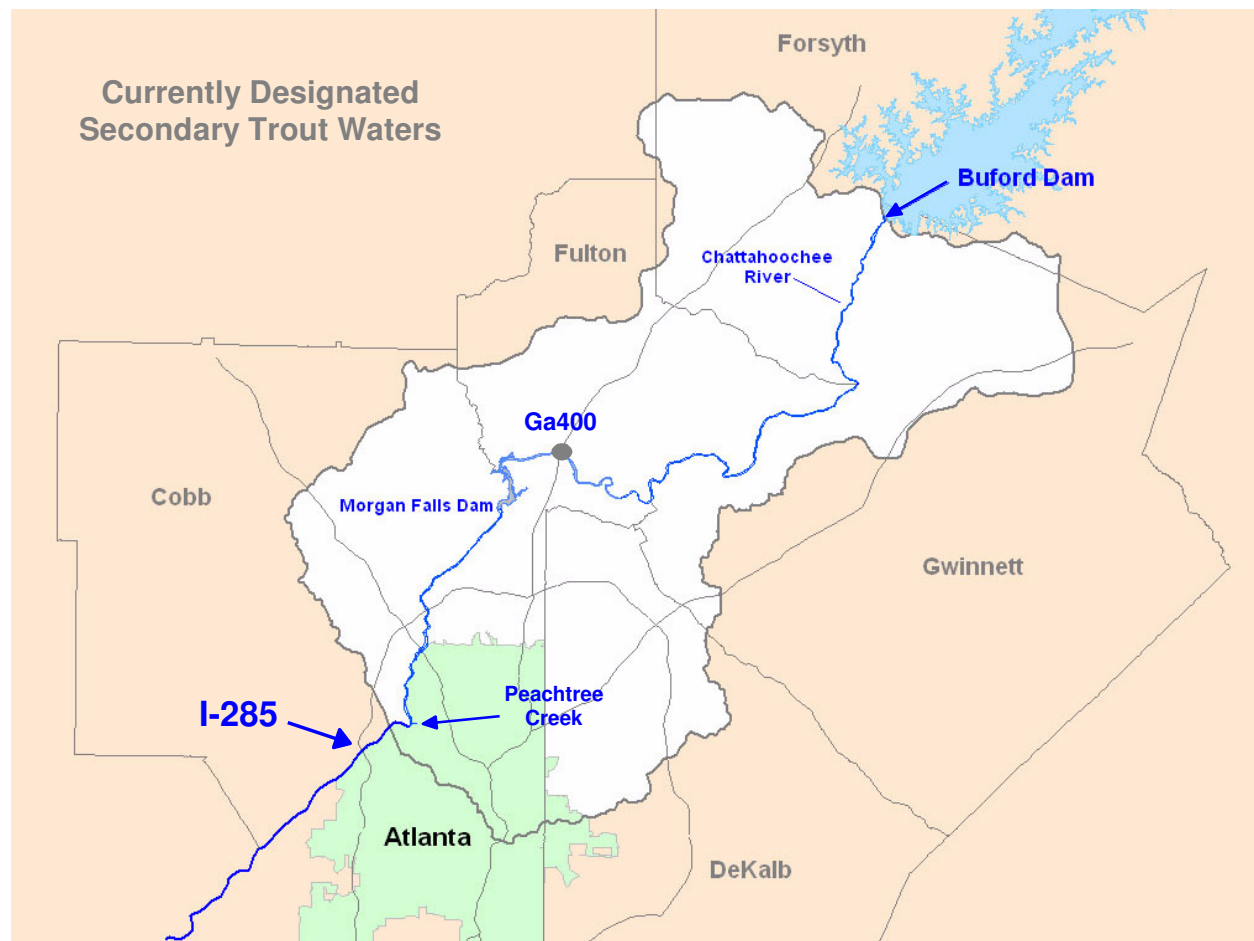 Forsyth
Currently Designated
Secondary Trout Waters
Buford Dam
Fulton
Chattahoochee
River
Ga400
Cobb
Morgan Falls Dam
Gwinnett
I-285
Peachtree
Creek
Atlanta
DeKalb